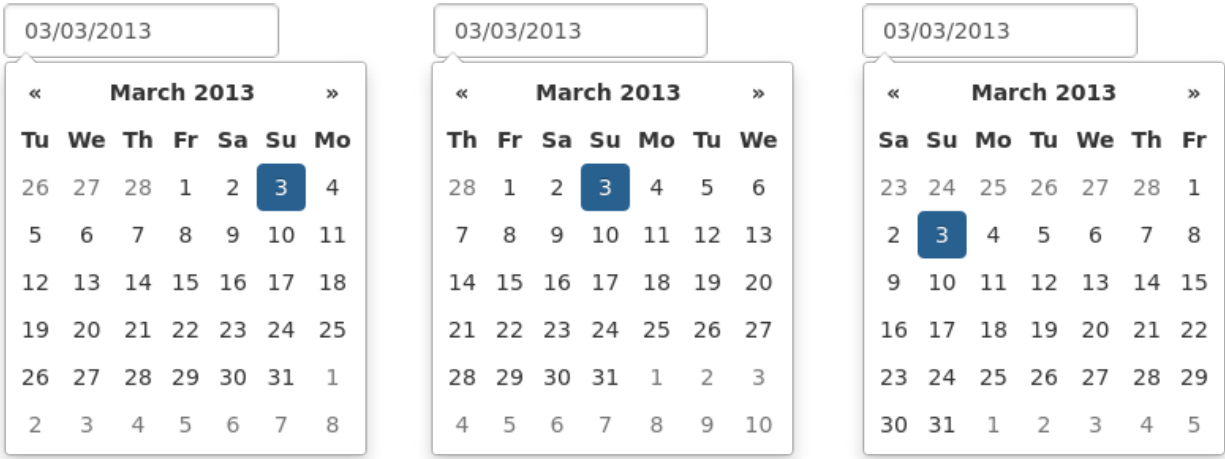 03/03/2013
« March 2013 »
Tu We Th Fr Sa Su Mo
26 27 28 1 2 3 4
5 6 7 8 9 10 11
12 13 14 15 16 17 18
19 20 21 22 23 24 25
26 27 28 29 30 31 1
2 3 4 5 6 7 8
03/03/2013
« March 2013 »
Th Fr Sa Su Mo Tu We
28 1 2 3 4 5 6
7 8 9 10 11 12 13
14 15 16 17 18 19 20
21 22 23 24 25 26 27
28 29 30 31 1 2 3
4 5 6 7 8 9 10
03/03/2013
« March 2013 »
Sa Su Mo Tu We Th Fr
23 24 25 26 27 28 1
2 3 4 5 6 7 8
9 10 11 12 13 14 15
16 17 18 19 20 21 22
23 24 25 26 27 28 29
30 31 1 2 3 4 5